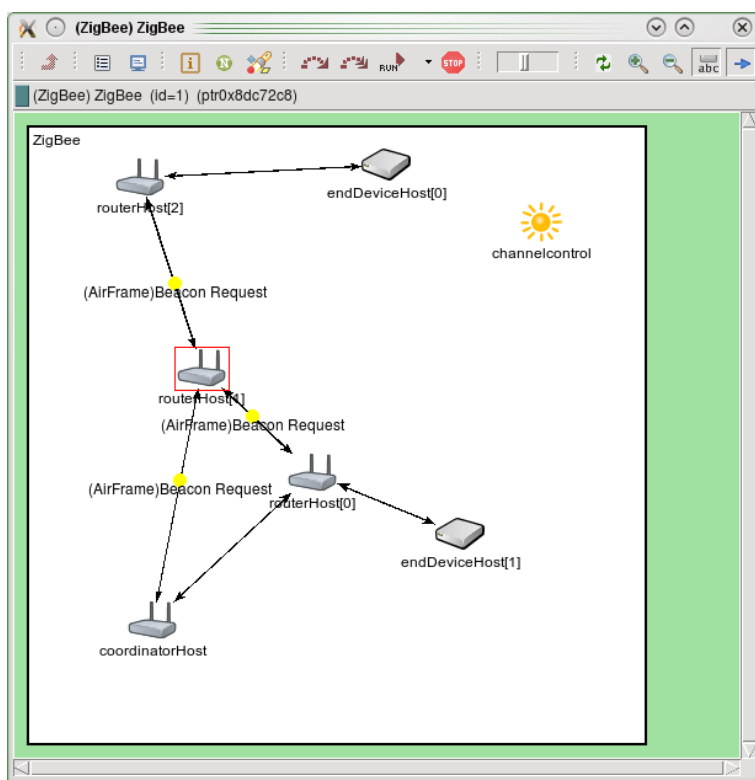 (ZigBee) ZigBee
RUN
STOP
abc
(ZigBee) ZigBee (id=1) (ptr0x8dc72c8)
ZigBee
endDeviceHost[0]
routerHost[2]
channelcontrol
(AirFrame)Beacon Request
routerHost[1]
(AirFrame)Beacon Request
(AirFrame)Beacon Request
routerHost[0]
endDeviceHost[1]
coordinatorHost